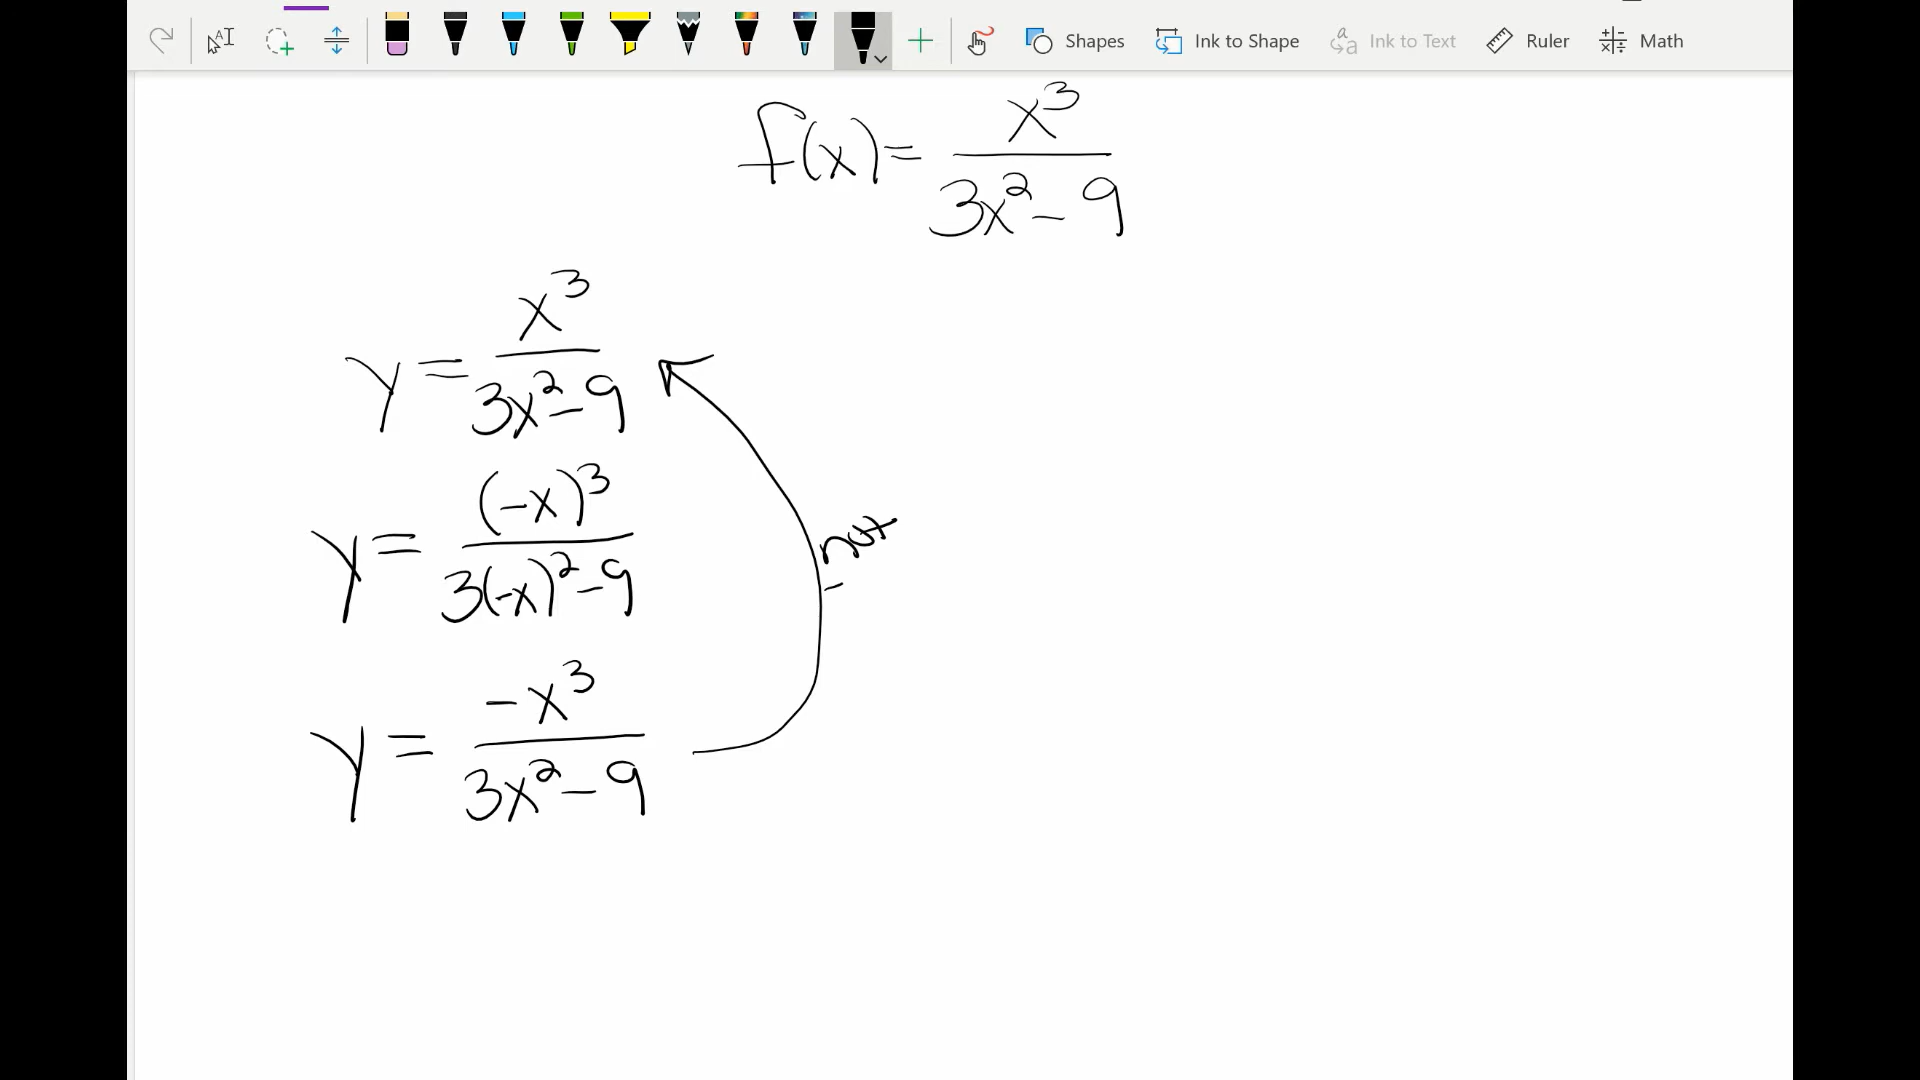 Shapes Ink to Shape Ink to Text Ruler Math
f(x) = x³ / (3x² - 9)
y = x³ / (3x² - 9)
y = (-x)³ / (3(-x)² - 9)
not
y = -x³ / (3x² - 9)